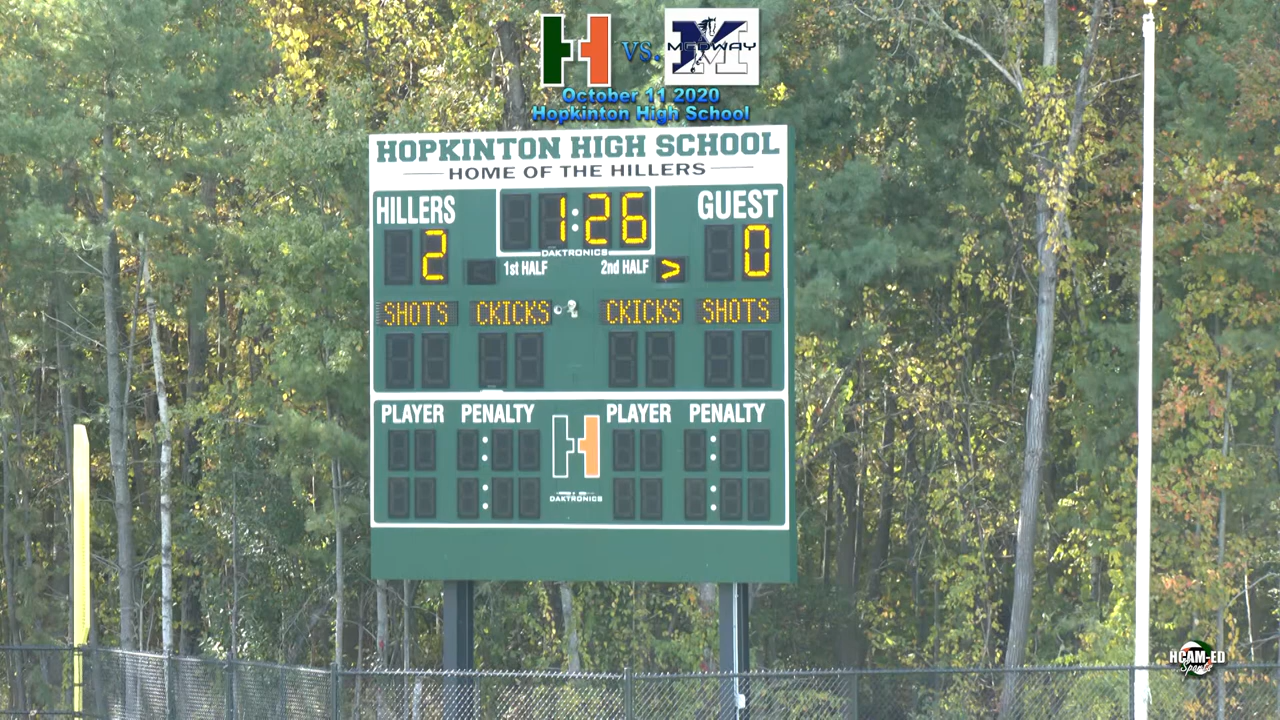 H vs. M MEDWAY
October 11 2020
Hopkinton High School
HOPKINTON HIGH SCHOOL
HOME OF THE HILLERS
HILLERS 1:26 GUEST
2 DAKTRONICS 0
1st HALF 2nd HALF >
SHOTS CKICKS CKICKS SHOTS
PLAYER PENALTY H PLAYER PENALTY
DAKTRONICS
HCAM-ED
Sports